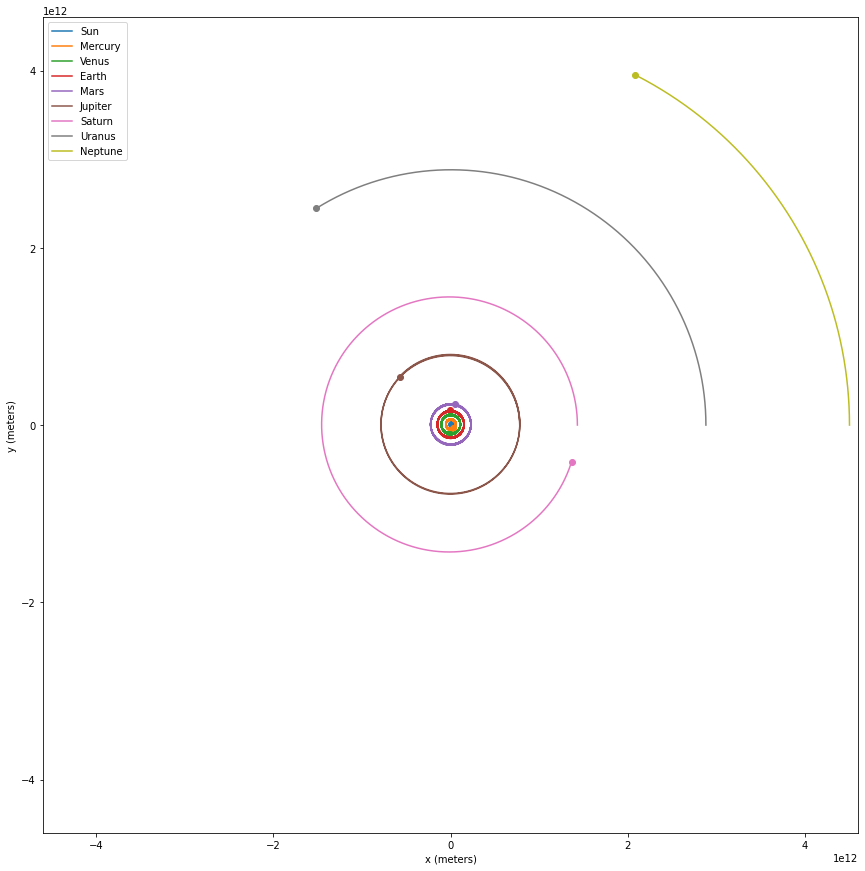 1e12
Sun
Mercury
Venus
Earth
Mars
Jupiter
Saturn
Uranus
Neptune
4
2
0
−2
−4
y (meters)
−4
−2
0
2
4
x (meters)
1e12